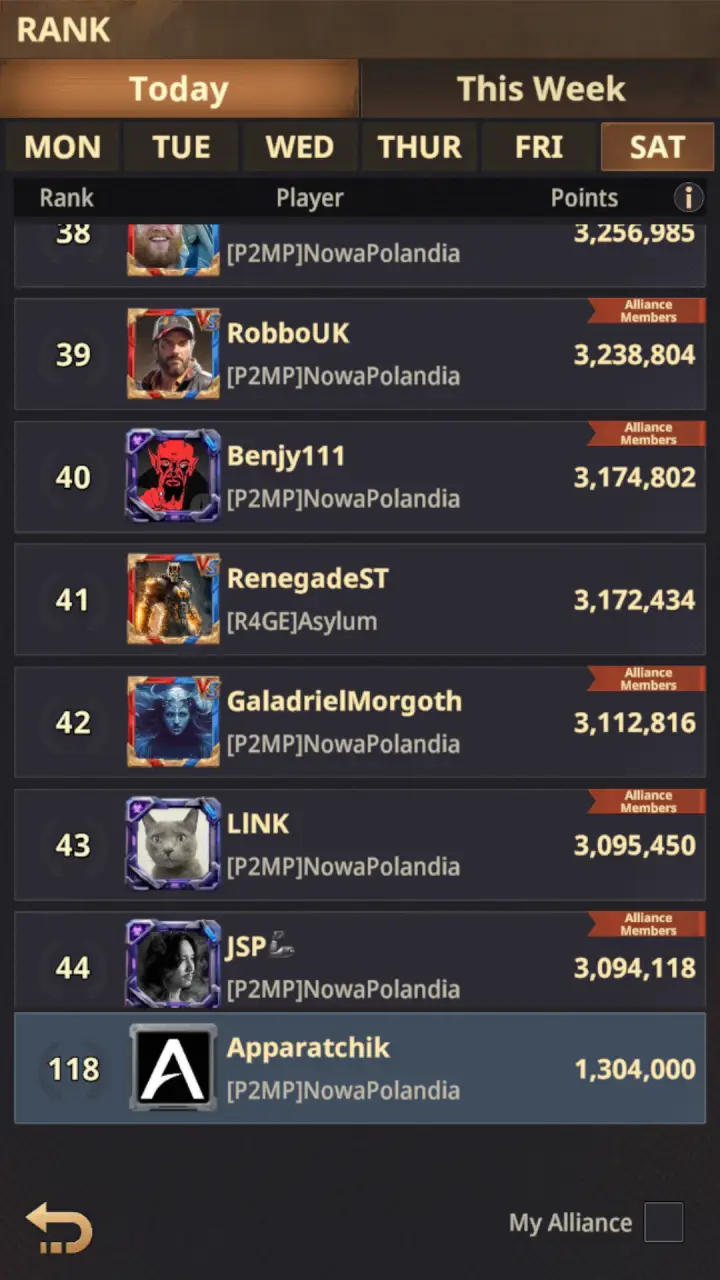 RANK
Today
This Week
MON
TUE
WED
THUR
FRI
SAT
Rank
Player
Points
i
38
[P2MP]NowaPolandia
3,256,985
39
VS
RobboUK
[P2MP]NowaPolandia
Alliance
Members
3,238,804
40
Benjy111
[P2MP]NowaPolandia
Alliance
Members
3,174,802
41
VS
RenegadeST
[R4GE]Asylum
3,172,434
42
VS
GaladrielMorgoth
[P2MP]NowaPolandia
Alliance
Members
3,112,816
43
LlNK
[P2MP]NowaPolandia
Alliance
Members
3,095,450
44
JSP
[P2MP]NowaPolandia
Alliance
Members
3,094,118
118
A
Apparatchik
[P2MP]NowaPolandia
1,304,000
My Alliance